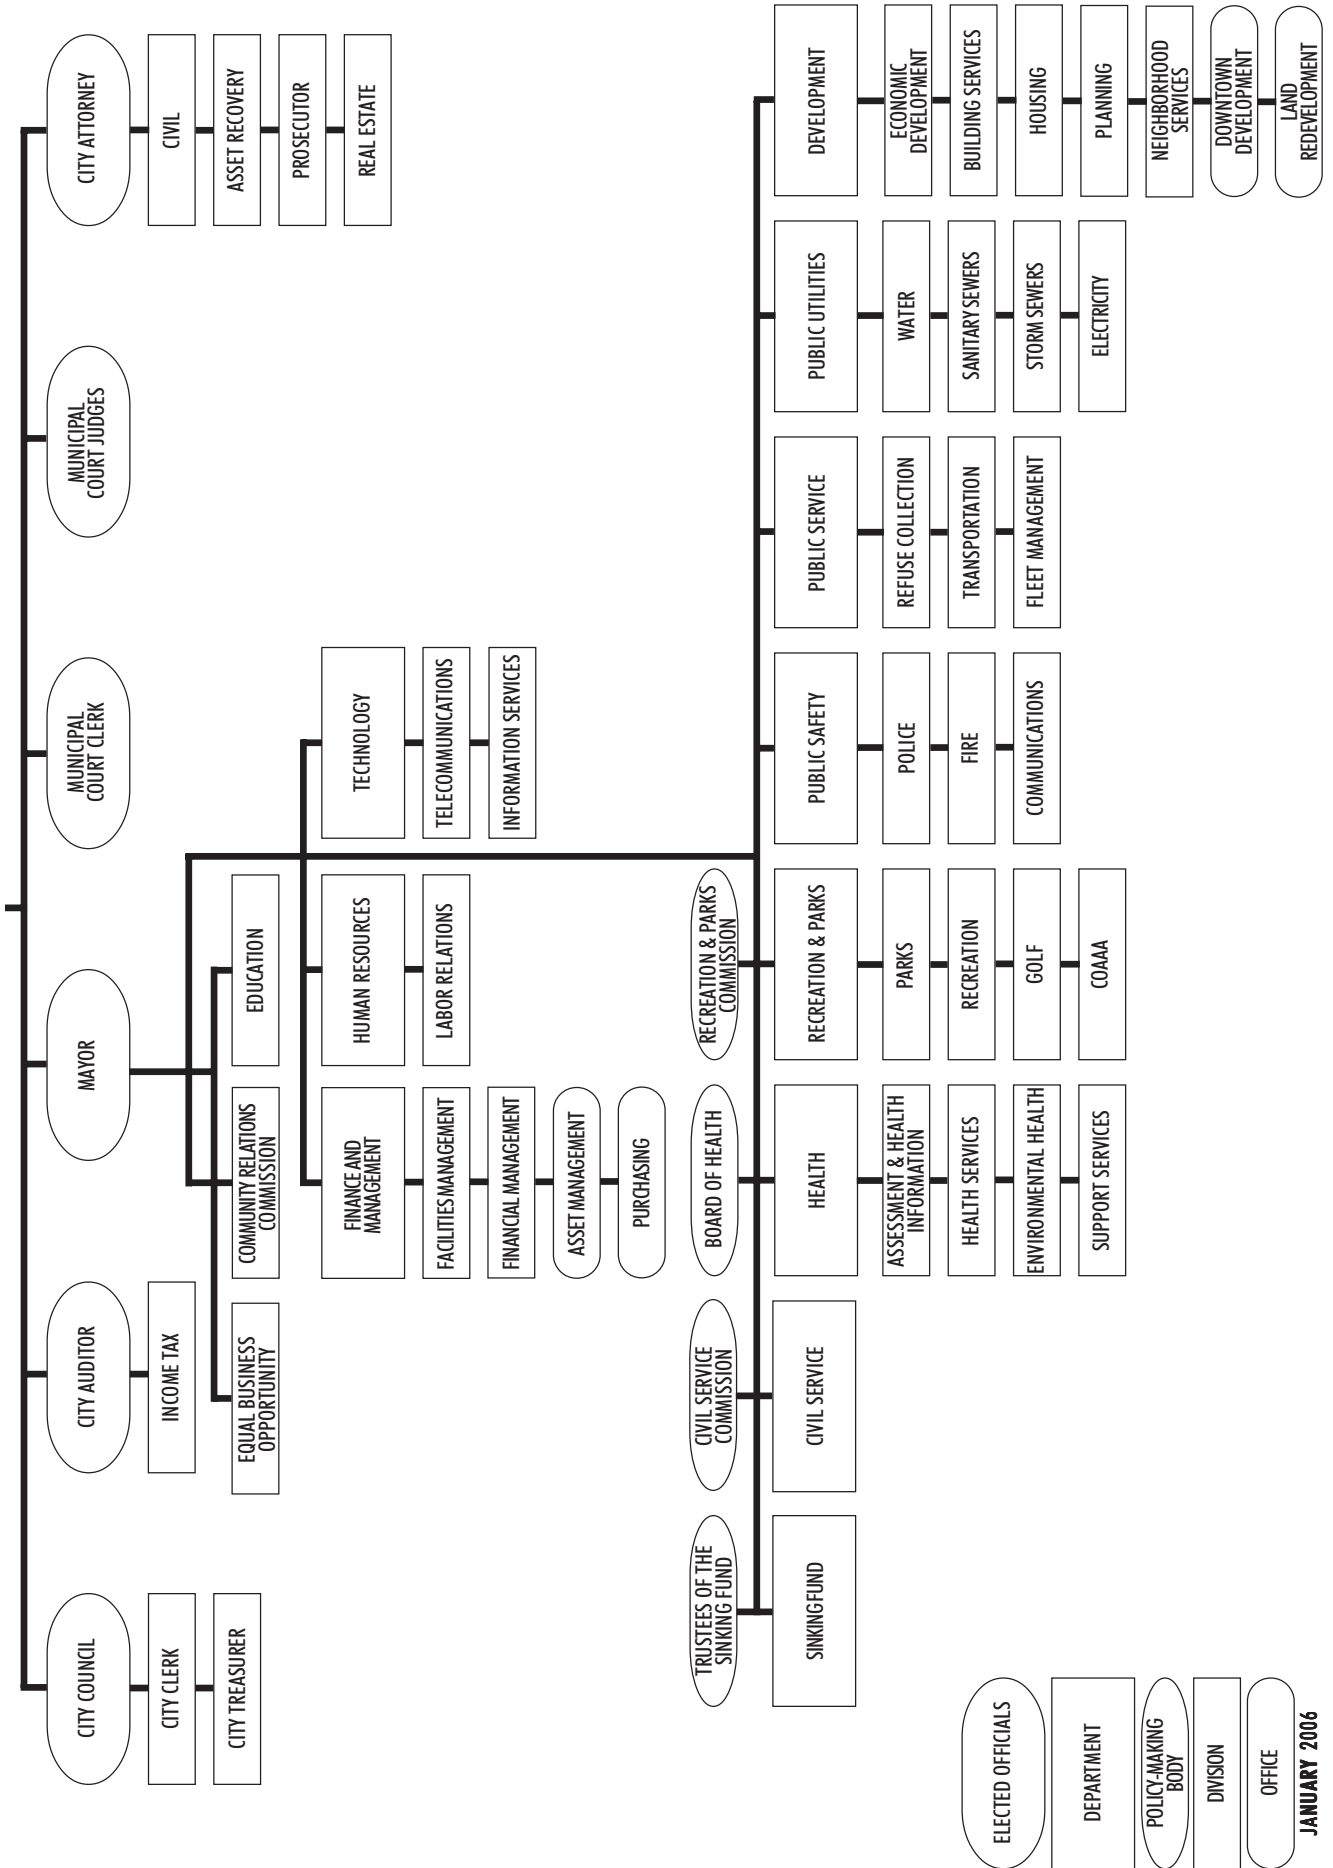 CITY COUNCIL
CITY CLERK
CITY TREASURER
CITY AUDITOR
INCOME TAX
MAYOR
EQUAL BUSINESS
OPPORTUNITY
COMMUNITY RELATIONS
COMMISSION
EDUCATION
FINANCE AND
MANAGEMENT
FACILITIES MANAGEMENT
FINANCIAL MANAGEMENT
ASSET MANAGEMENT
PURCHASING
HUMAN RESOURCES
LABOR RELATIONS
TECHNOLOGY
TELECOMMUNICATIONS
INFORMATION SERVICES
MUNICIPAL
COURT CLERK
MUNICIPAL
COURT JUDGES
CITY ATTORNEY
CIVIL
ASSET RECOVERY
PROSECUTOR
REAL ESTATE
TRUSTEES OF THE
SINKING FUND
SINKING FUND
CIVIL SERVICE
COMMISSION
CIVIL SERVICE
BOARD OF HEALTH
HEALTH
ASSESSMENT & HEALTH
INFORMATION
HEALTH SERVICES
ENVIRONMENTAL HEALTH
SUPPORT SERVICES
RECREATION & PARKS
COMMISSION
RECREATION & PARKS
PARKS
RECREATION
GOLF
COAAA
PUBLIC SAFETY
POLICE
FIRE
COMMUNICATIONS
PUBLIC SERVICE
REFUSE COLLECTION
TRANSPORTATION
FLEET MANAGEMENT
PUBLIC UTILITIES
WATER
SANITARY SEWERS
STORM SEWERS
ELECTRICITY
DEVELOPMENT
ECONOMIC
DEVELOPMENT
BUILDING SERVICES
HOUSING
PLANNING
NEIGHBORHOOD
SERVICES
DOWNTOWN
DEVELOPMENT
LAND
REDEVELOPMENT
ELECTED OFFICIALS
DEPARTMENT
POLICY-MAKING
BODY
DIVISION
OFFICE
JANUARY 2006